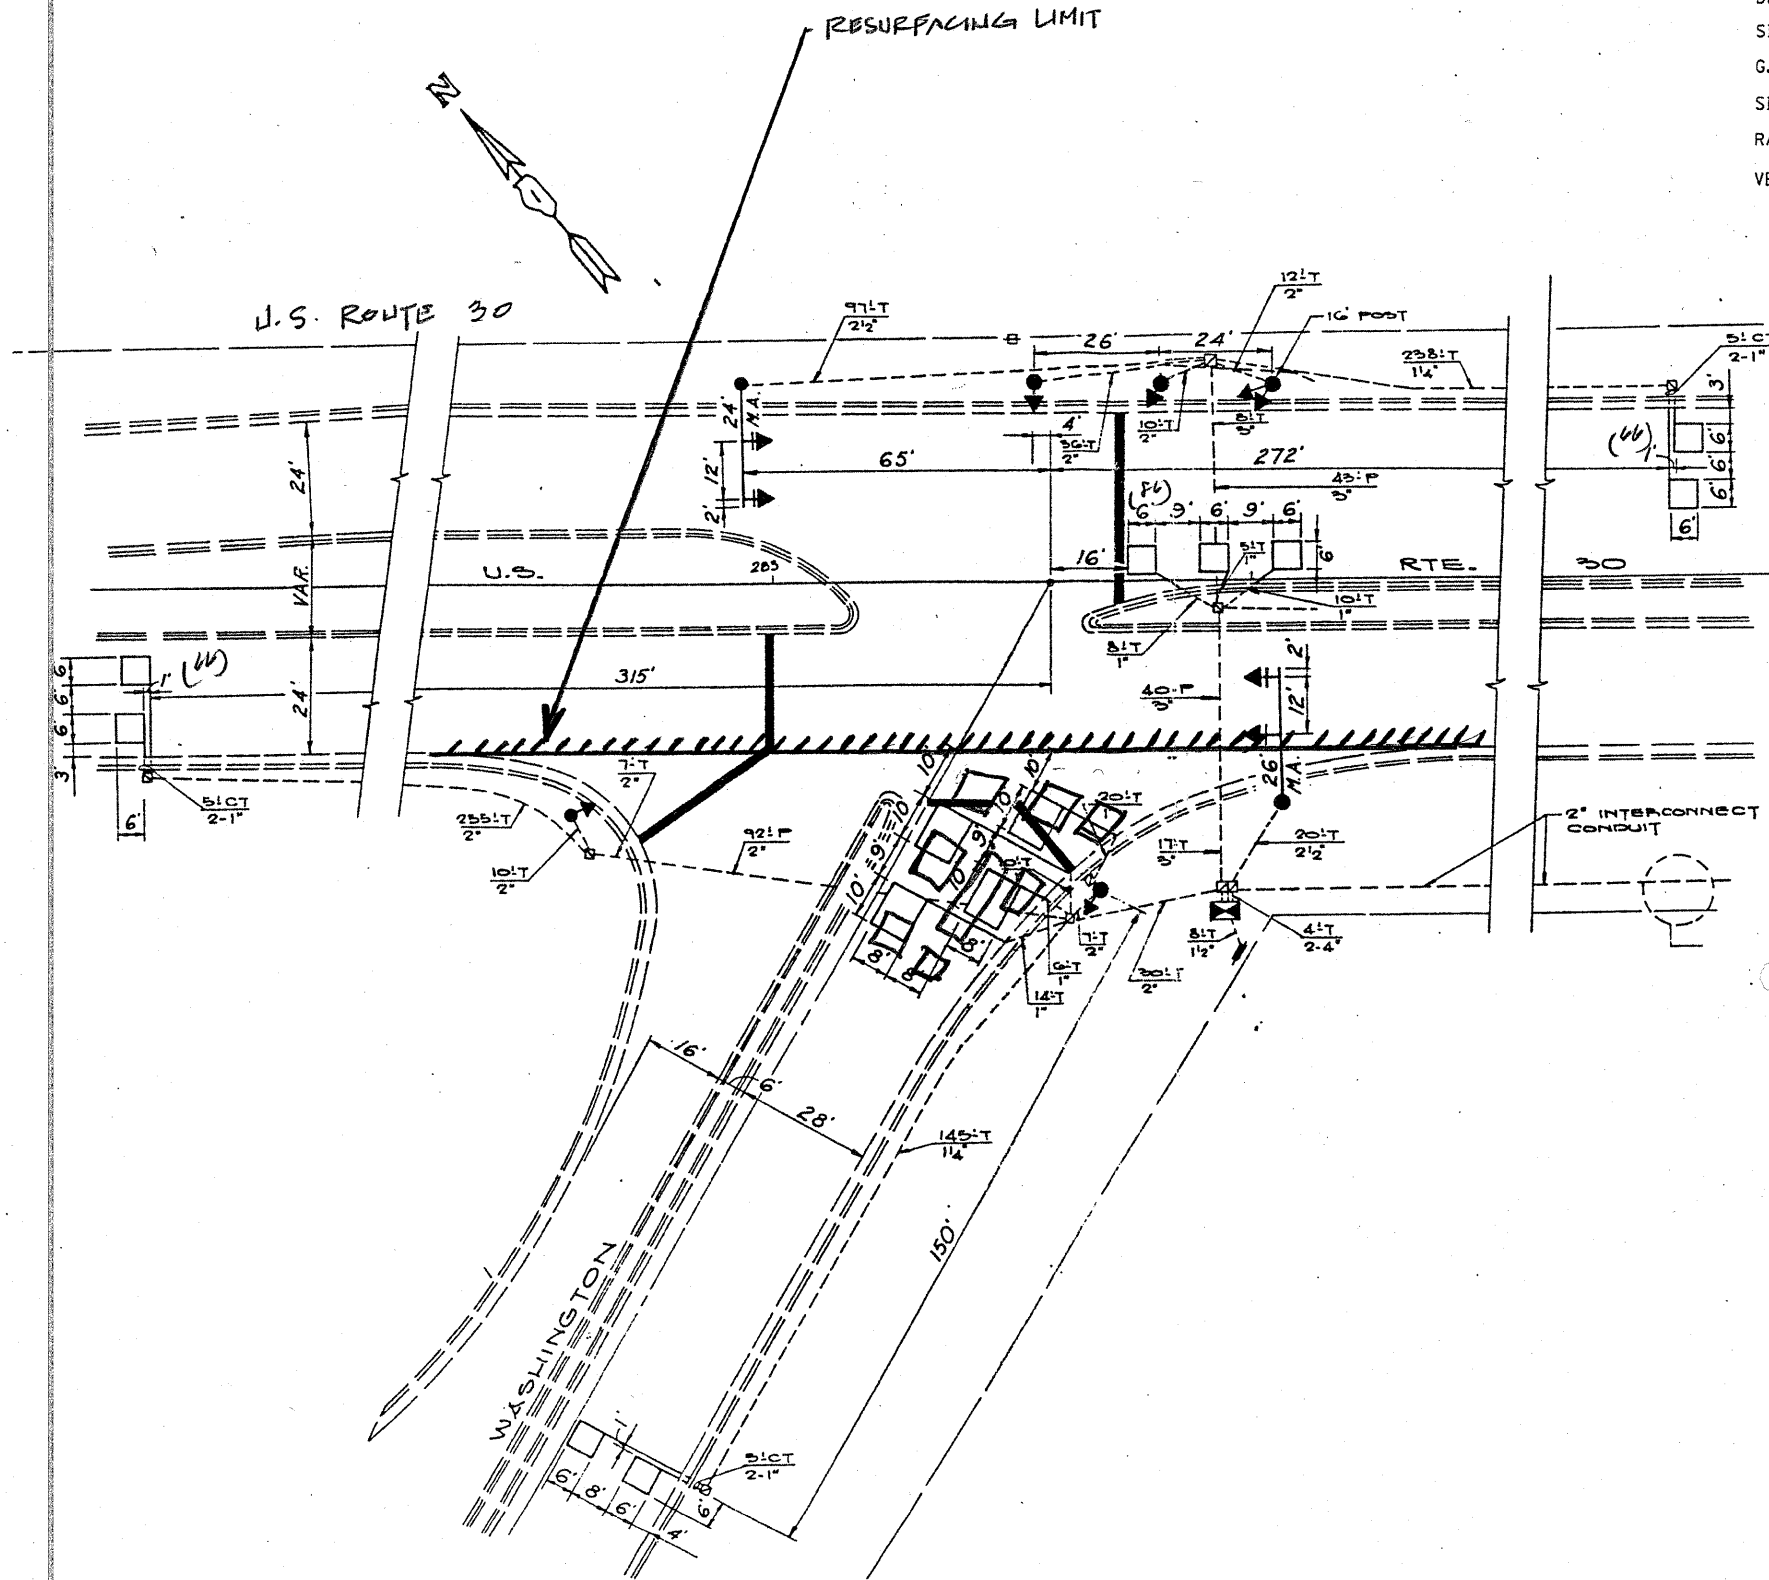 RESURFACING LIMIT
N
U.S. ROUTE 30
97'-T
2½"
26'
24'
12'-T
2"
16' POST
238'-T
1¼"
5'-CT
2-1"
24'
M.A.
12'
2'
65'
4'
36'-T
2"
10'-T
2"
8'-T
3"
272'
43'-P
3"
3'
6'
6'
6'
1'
6'
24'
VAR.
24'
U.S.
283
16'
6'
9'
6'
9'
6'
6'
5'-T
1"
RTE.
30
10'-T
1"
8'-T
1"
315'
40'-P
3"
2'
12'
26'
M.A.
6
6'
6'
3'
1'
6'
5'-CT
2-1"
235'-T
2"
7'-T
2"
10'-T
2"
92'-P
2"
10'
10'
10
9'
10'
10'
9'
10'
20'-T
17'-T
3"
20'-T
2½"
2" INTERCONNECT
CONDUIT
8'
8'
7'-T
2"
6'-T
1"
14'-T
1"
30'-T
2"
8'-T
1½"
4'-T
2-4"
16'
6'
28'
145'-T
1¼"
150'
WASHINGTON
1'
5'-CT
2-1"
6'
8'
6'
4'
6'